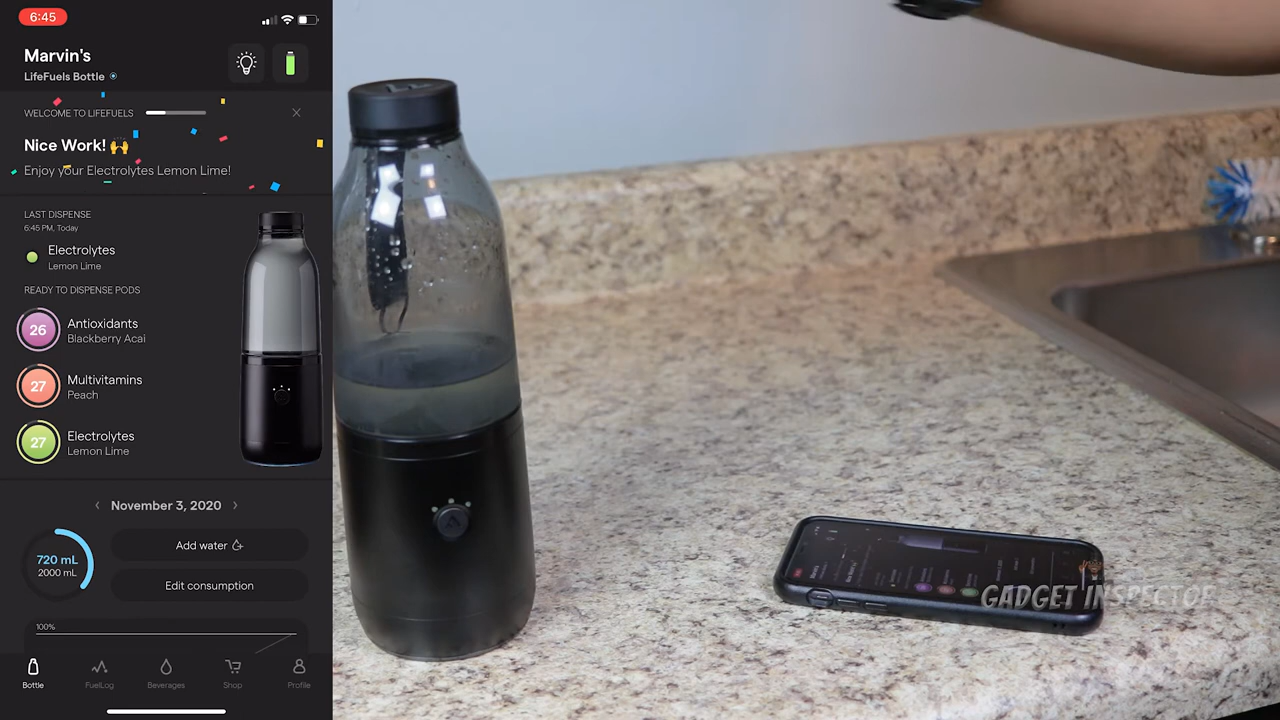 6:45
Marvin's
LifeFuels Bottle
WELCOME TO LIFEFUELS
Nice Work! 🙌
Enjoy your Electrolytes Lemon Lime!
LAST DISPENSE
6:45 PM, Today
Electrolytes
Lemon Lime
READY TO DISPENSE PODS
26
Antioxidants
Blackberry Acai
27
Multivitamins
Peach
27
Electrolytes
Lemon Lime
November 3, 2020
720 mL
2000 mL
Add water
Edit consumption
100%
Bottle
FuelLog
Beverages
Shop
Profile
GADGET INSPECTOR